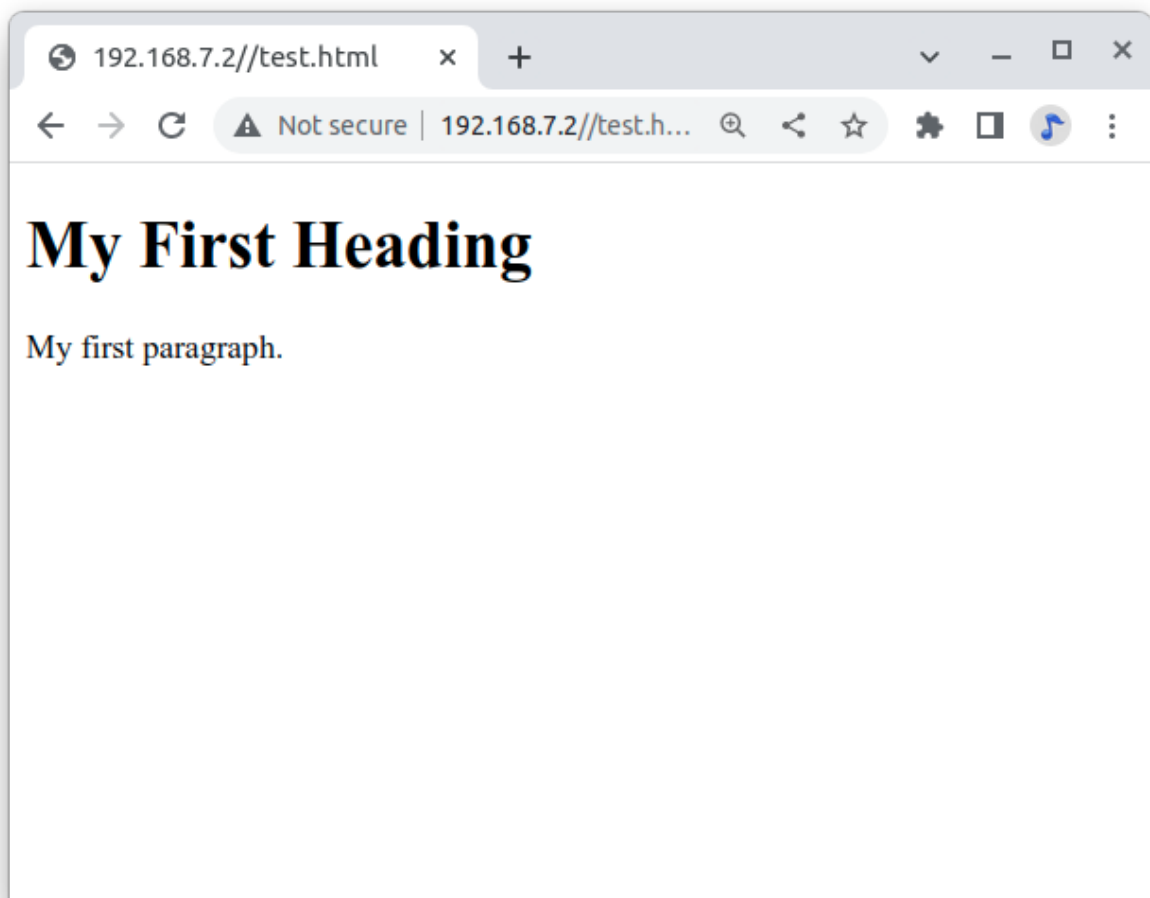 192.168.7.2//test.html
Not secure | 192.168.7.2//test.h...
My First Heading
My first paragraph.